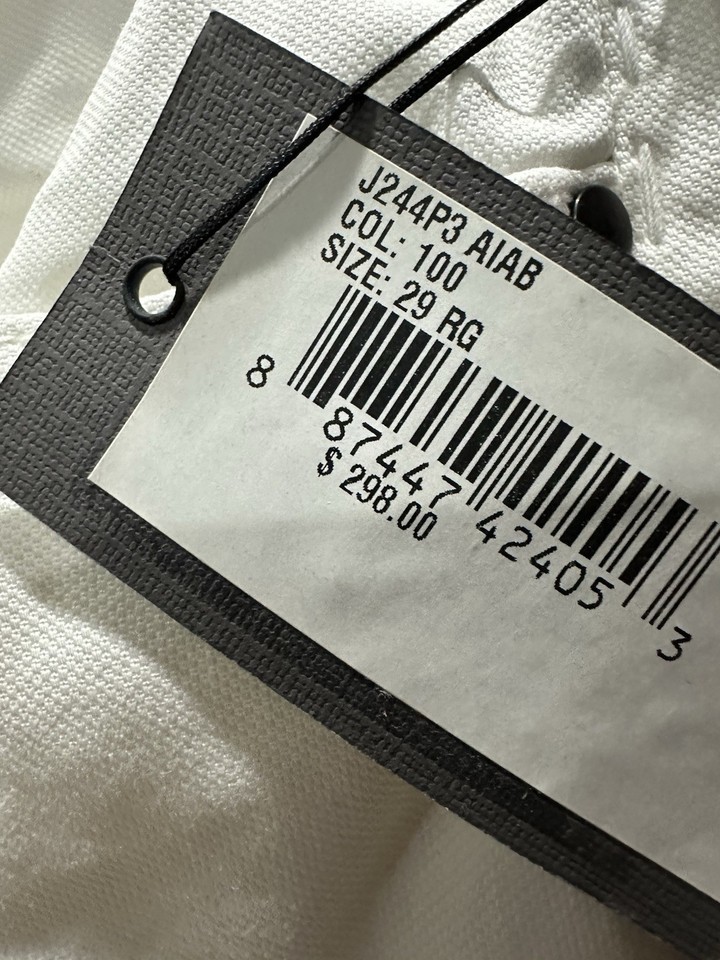 J244P3 AIAB
COL: 100
SIZE: 29 RG
8 87447 42405 3
$ 298.00